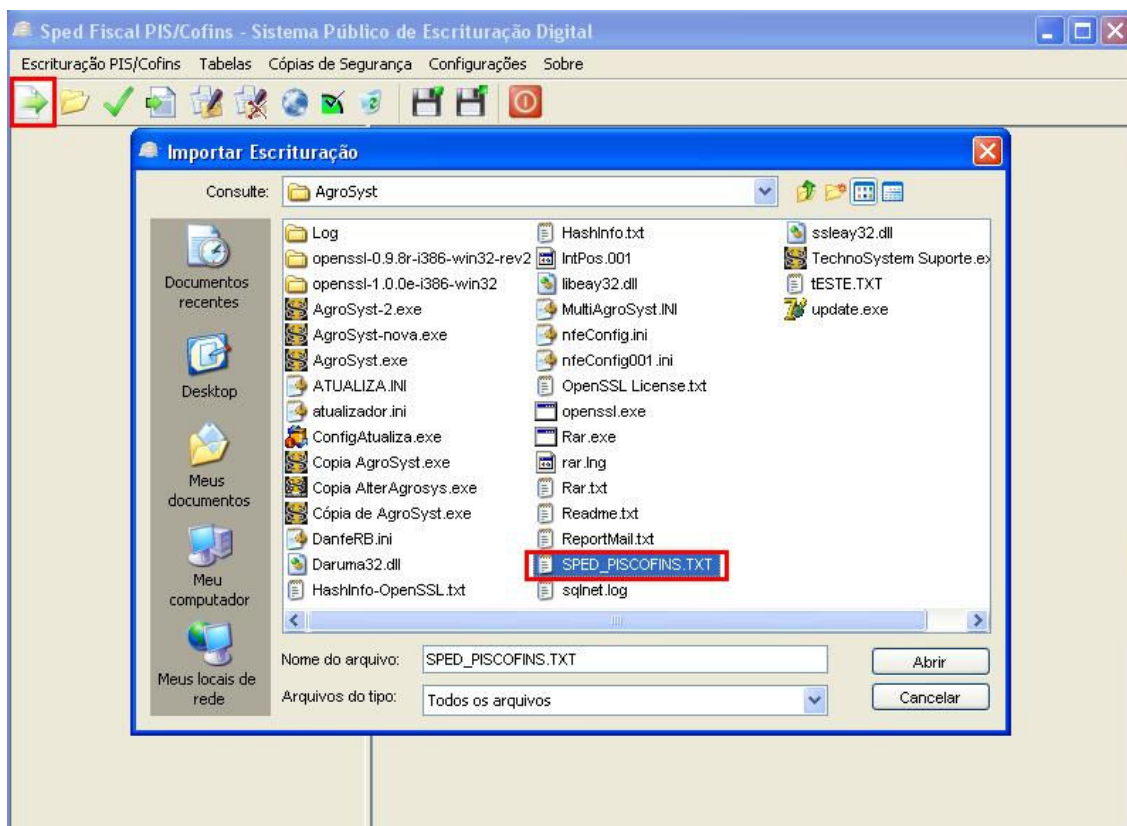 Sped Fiscal PIS/Cofins - Sistema Público de Escrituração Digital
Escrituração PIS/Cofins Tabelas Cópias de Segurança Configurações Sobre
Importar Escrituração
Consulte: AgroSyst
Documentos recentes
Desktop
Meus documentos
Meu computador
Meus locais de rede
Log
openssl-0.9.8r-i386-win32-rev2
openssl-1.0.0e-i386-win32
AgroSyst-2.exe
AgroSyst-nova.exe
AgroSyst.exe
ATUALIZA.INI
atualizador.ini
ConfigAtualiza.exe
Copia AgroSyst.exe
Copia AlterAgrosys.exe
Cópia de AgroSyst.exe
DanfeRB.ini
Daruma32.dll
HashInfo-OpenSSL.txt
HashInfo.txt
IntPos.001
libeay32.dll
MultiAgroSyst.INI
nfeConfig.ini
nfeConfig001.ini
OpenSSL License.txt
openssl.exe
Rar.exe
rar.lng
Rar.txt
Readme.txt
ReportMail.txt
SPED_PISCOFINS.TXT
sqlnet.log
ssleay32.dll
TechnoSystem Suporte.ex
tESTE.TXT
update.exe
Nome do arquivo: SPED_PISCOFINS.TXT Abrir
Arquivos do tipo: Todos os arquivos Cancelar